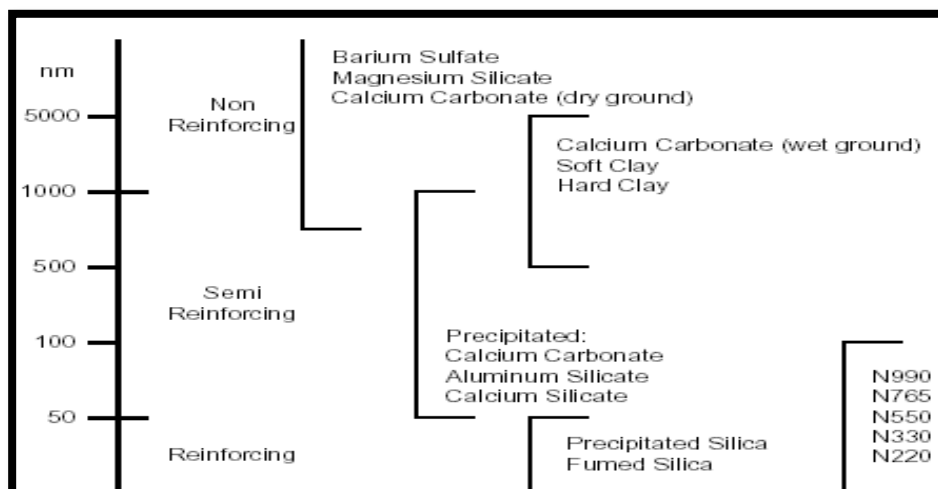 nm
5000
1000
500
100
50
Non
Reinforcing
Semi
Reinforcing
Reinforcing
Barium Sulfate
Magnesium Silicate
Calcium Carbonate (dry ground)
Calcium Carbonate (wet ground)
Soft Clay
Hard Clay
Precipitated:
Calcium Carbonate
Aluminum Silicate
Calcium Silicate
Precipitated Silica
Fumed Silica
N990
N765
N550
N330
N220